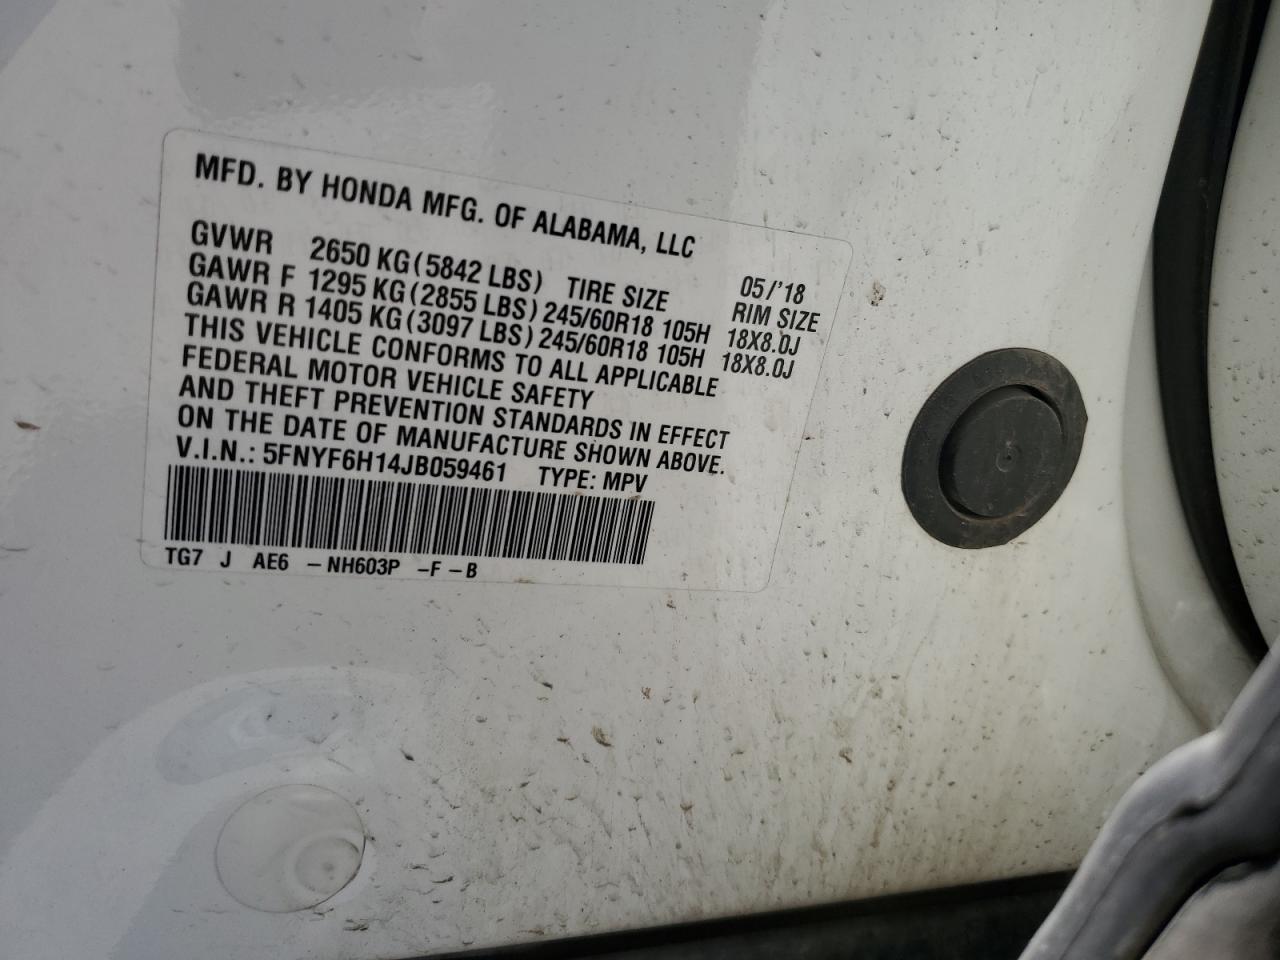 MFD. BY HONDA MFG. OF ALABAMA, LLC
05/'18
GVWR 2650 KG(5842 LBS) TIRE SIZE RIM SIZE
GAWR F 1295 KG(2855 LBS) 245/60R18 105H 18X8.0J
GAWR R 1405 KG(3097 LBS) 245/60R18 105H 18X8.0J
THIS VEHICLE CONFORMS TO ALL APPLICABLE
FEDERAL MOTOR VEHICLE SAFETY
AND THEFT PREVENTION STANDARDS IN EFFECT
ON THE DATE OF MANUFACTURE SHOWN ABOVE.
V.I.N.: 5FNYF6H14JB059461 TYPE: MPV
TG7 J AE6 -NH603P -F -B